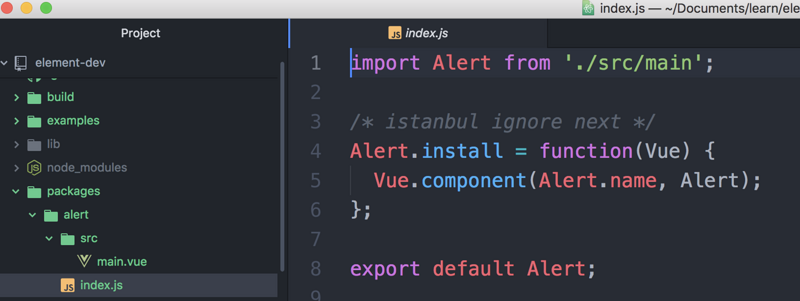 index.js — ~/Documents/learn/ele
Project
index.js
element-dev
build
examples
lib
node_modules
packages
alert
src
main.vue
index.js
1 import Alert from './src/main';
2
3 /* istanbul ignore next */
4 Alert.install = function(Vue) {
5 Vue.component(Alert.name, Alert);
6 };
7
8 export default Alert;
9